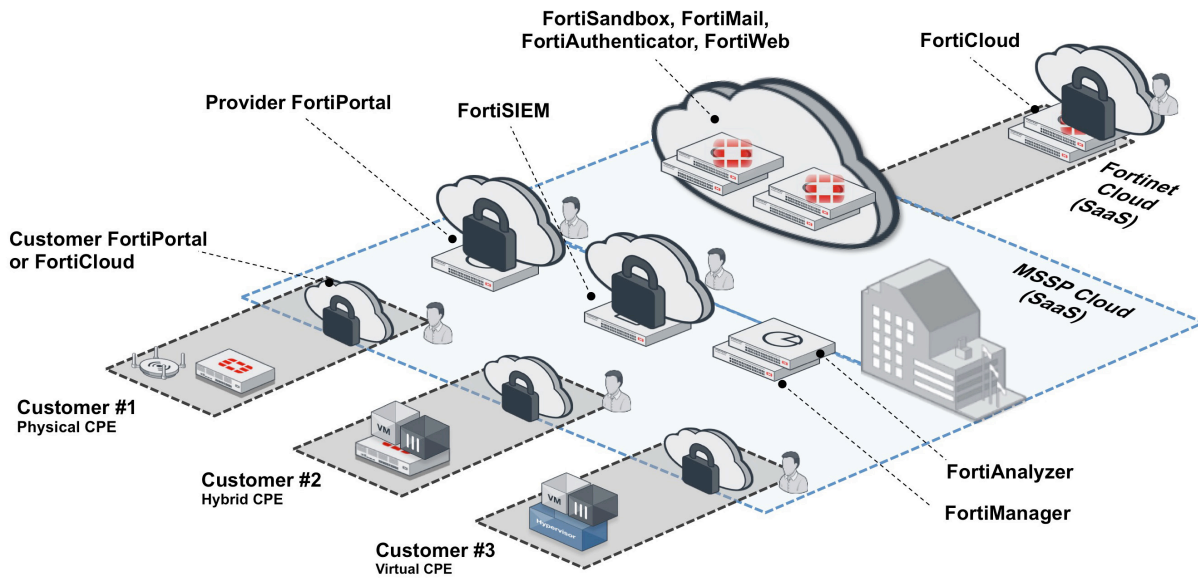 FortiSandbox, FortiMail,
FortiAuthenticator, FortiWeb
FortiCloud
Provider FortiPortal
FortiSIEM
Fortinet
Cloud
(SaaS)
Customer FortiPortal
or FortiCloud
MSSP Cloud
(SaaS)
Customer #1
Physical CPE
VM
Customer #2
Hybrid CPE
FortiAnalyzer
VM
Hypervisor
FortiManager
Customer #3
Virtual CPE